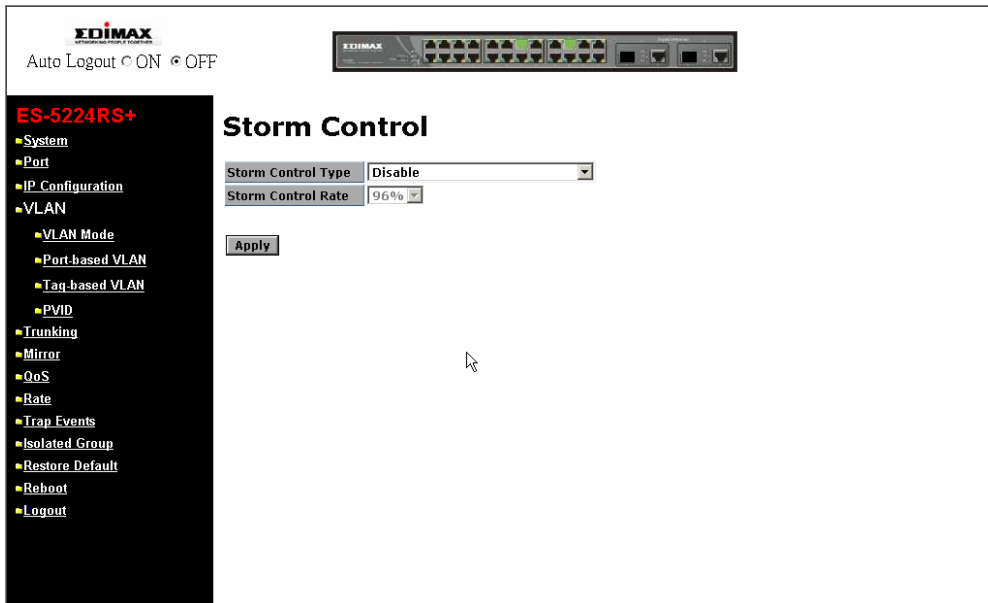 EDIMAX
NETWORKING PEOPLE TOGETHER
Auto Logout ON OFF
EDIMAX
ES-5224RS+
System
Port
IP Configuration
VLAN
VLAN Mode
Port-based VLAN
Tag-based VLAN
PVID
Trunking
Mirror
QoS
Rate
Trap Events
Isolated Group
Restore Default
Reboot
Logout
Storm Control
Storm Control Type Disable
Storm Control Rate 96%
Apply